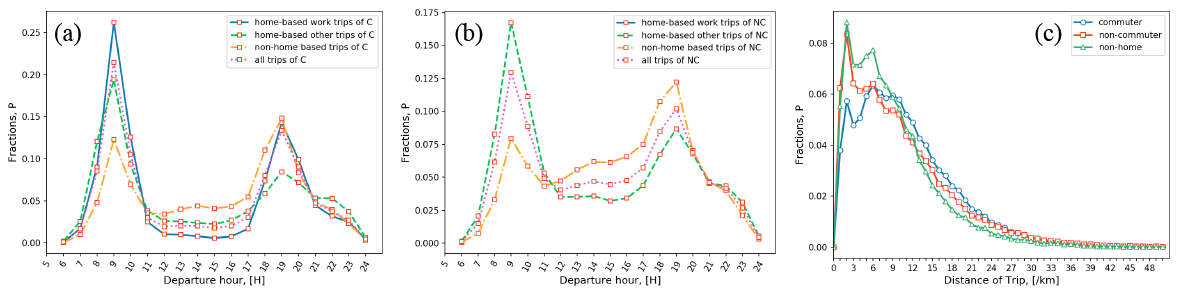 (a)
home-based work trips of C
home-based other trips of C
non-home based trips of C
all trips of C
Fractions, P
0.25
0.20
0.15
0.10
0.05
0.00
5 6 7 8 9 10 11 12 13 14 15 16 17 18 19 20 21 22 23 24
Departure hour, [H]
(b)
home-based work trips of NC
home-based other trips of NC
non-home based trips of NC
all trips of NC
Fractions, P
0.175
0.150
0.125
0.100
0.075
0.050
0.025
0.000
5 6 7 8 9 10 11 12 13 14 15 16 17 18 19 20 21 22 23 24
Departure hour, [H]
(c)
commuter
non-commuter
non-home
Fractions, P
0.08
0.06
0.04
0.02
0.00
0 3 6 9 12 15 18 21 24 27 30 33 36 39 42 45 48
Distance of Trip, [/km]